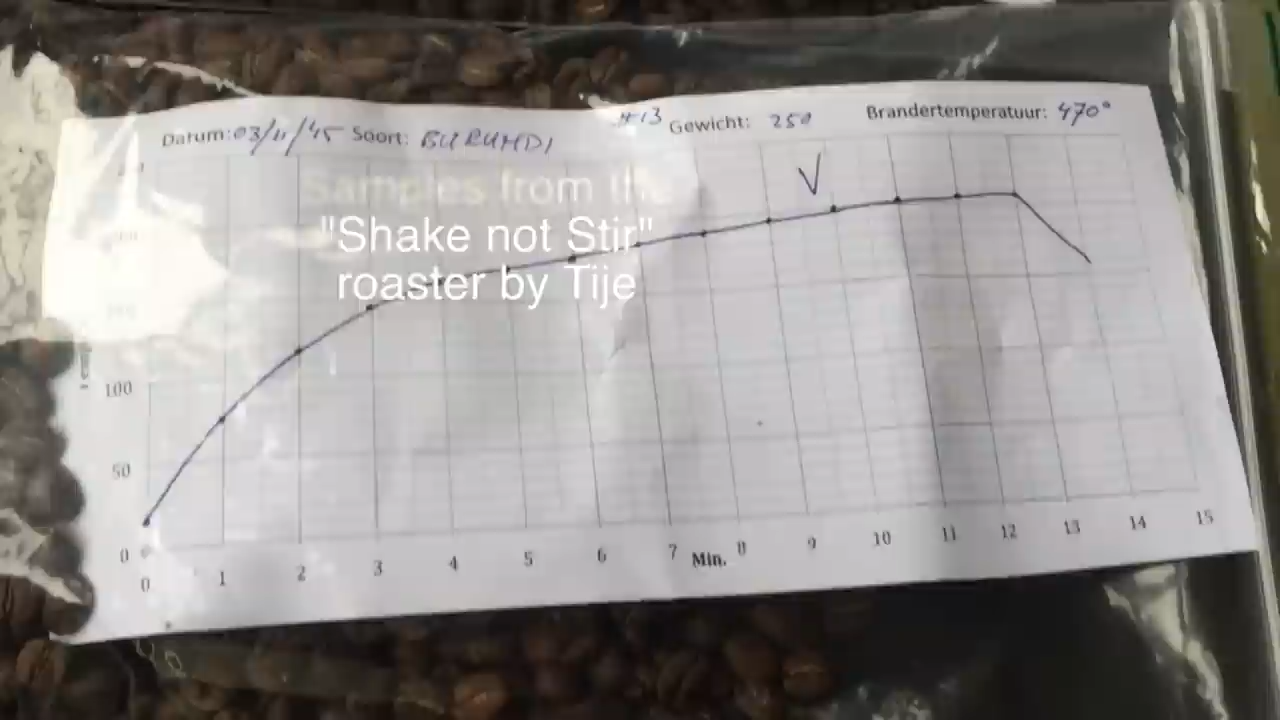 Datum: 03/11/45 Soort: BURUNDI #13 Gewicht: 250 Brandertemperatuur: 470°
V
Samples from the
"Shake not Stir"
roaster by Tije
100
50
0
0 1 2 3 4 5 6 7 8 9 10 11 12 13 14 15
Min.